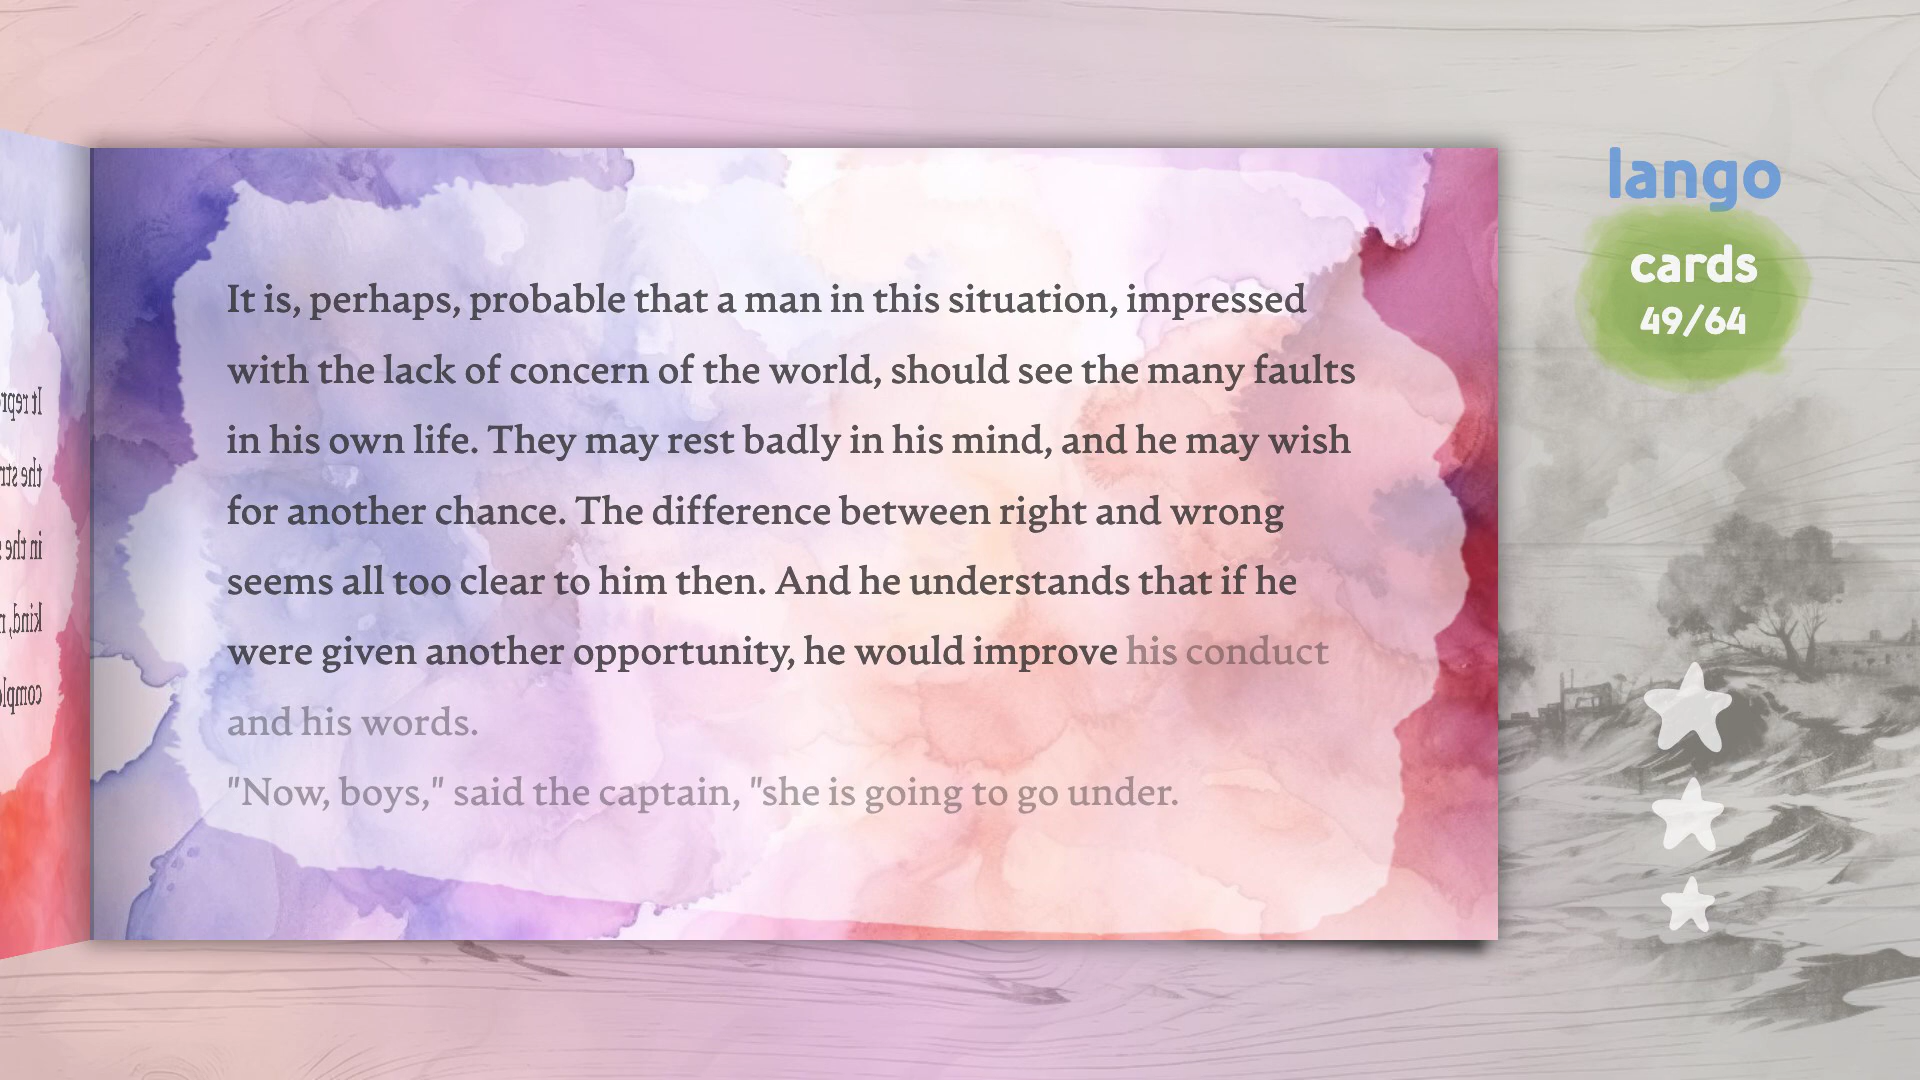 It is, perhaps, probable that a man in this situation, impressed
with the lack of concern of the world, should see the many faults
in his own life. They may rest badly in his mind, and he may wish
for another chance. The difference between right and wrong
seems all too clear to him then. And he understands that if he
were given another opportunity, he would improve his conduct
and his words.
"Now, boys," said the captain, "she is going to go under.
lango
cards
49/64